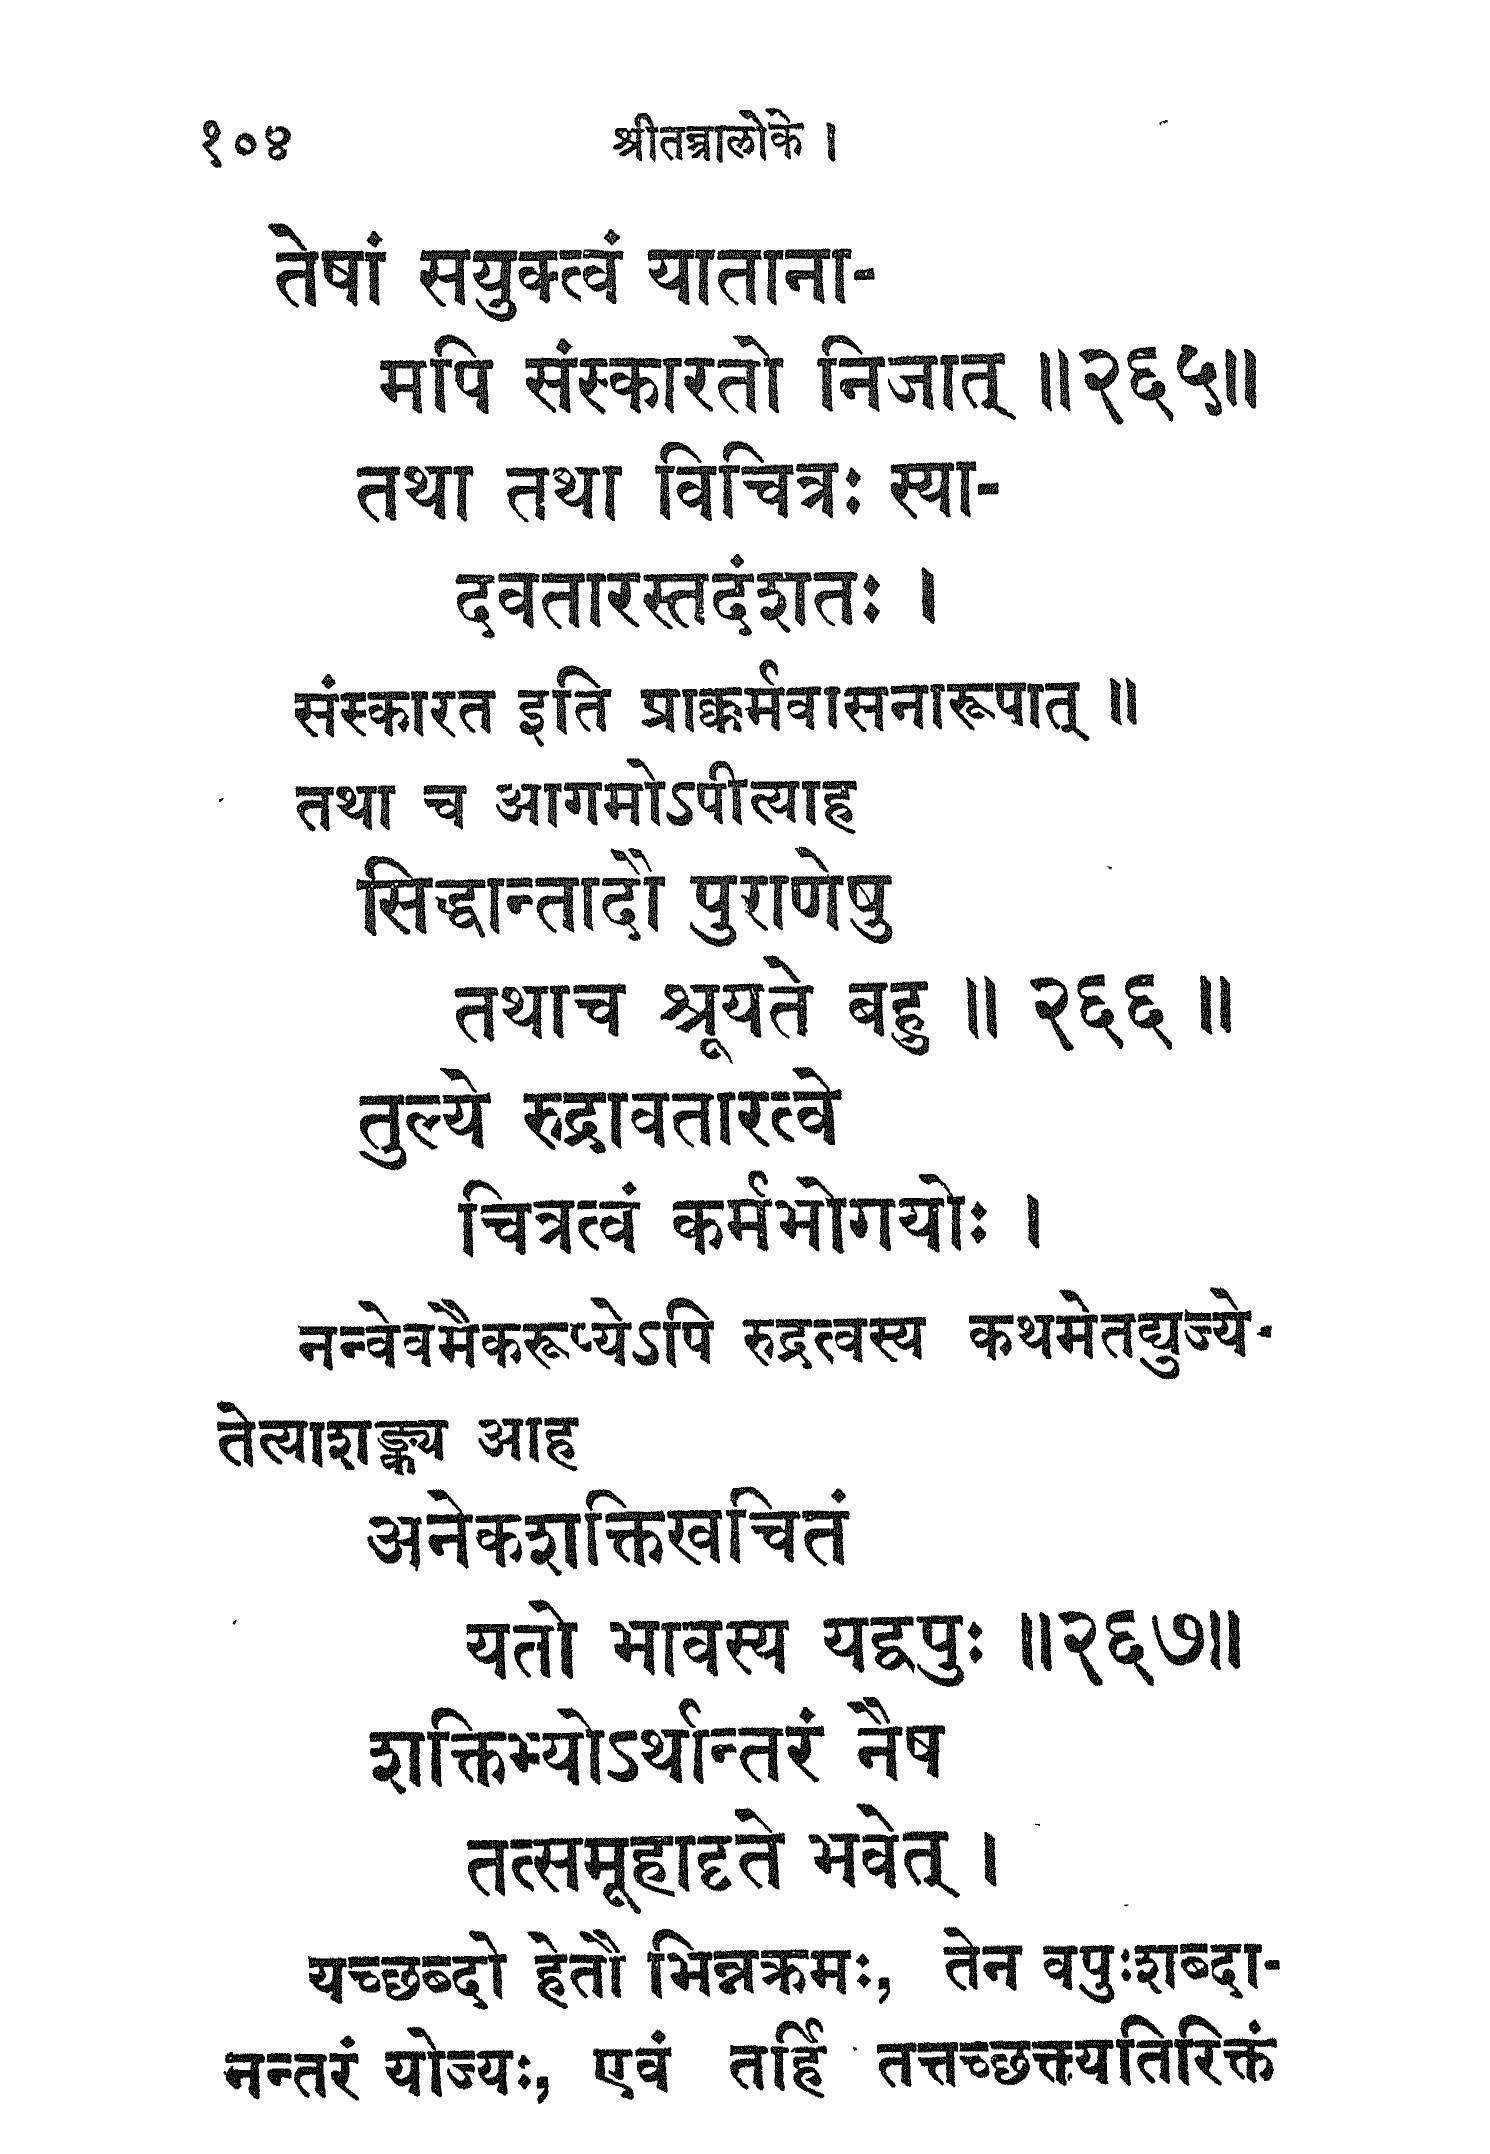 १०४ श्रीतन्त्रालोके ।
तेषां सयुक्त्वं याताना-
मपि संस्कारतो निजात् ॥२६५॥
तथा तथा विचित्रः स्या-
दवतारस्तदंशतः ।
संस्कारत इति प्राक्कर्मवासनारूपात् ॥
तथा च आगमोऽपीत्याह
सिद्धान्तादौ पुराणेषु
तथाच श्रूयते बहु ॥ २६६ ॥
तुल्ये रुद्रावतारत्वे
चित्रत्वं कर्मभोगयोः ।
नन्वेवमैकरूप्येऽपि रुद्रत्वस्य कथमेतद्युज्ये-
तेत्याशङ्क्य आह
अनेकशक्तिखचितं
यतो भावस्य यद्वपुः ॥२६७॥
शक्तिभ्योऽर्थान्तरं नैष
तत्समूहादृते भवेत् ।
यच्छब्दो हेतौ भिन्नक्रमः, तेन वपुःशब्दा-
नन्तरं योज्यः, एवं तर्हि तत्तच्छक्त्यतिरिक्तं